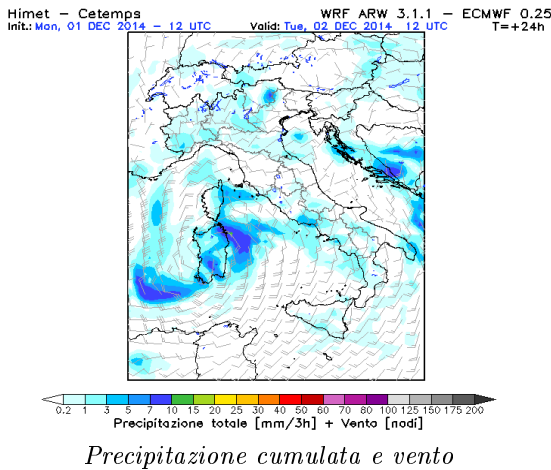 Himet – Cetemps WRF ARW 3.1.1 – ECMWF 0.25
Init.: Mon, 01 DEC 2014 – 12 UTC Valid: Tue, 02 DEC 2014 12 UTC T=+24h
0.2 1 3 5 7 10 15 20 25 30 40 50 60 70 80 100 125 150 175 200
Precipitazione totale [mm/3h] + Vento [nodi]
Precipitazione cumulata e vento